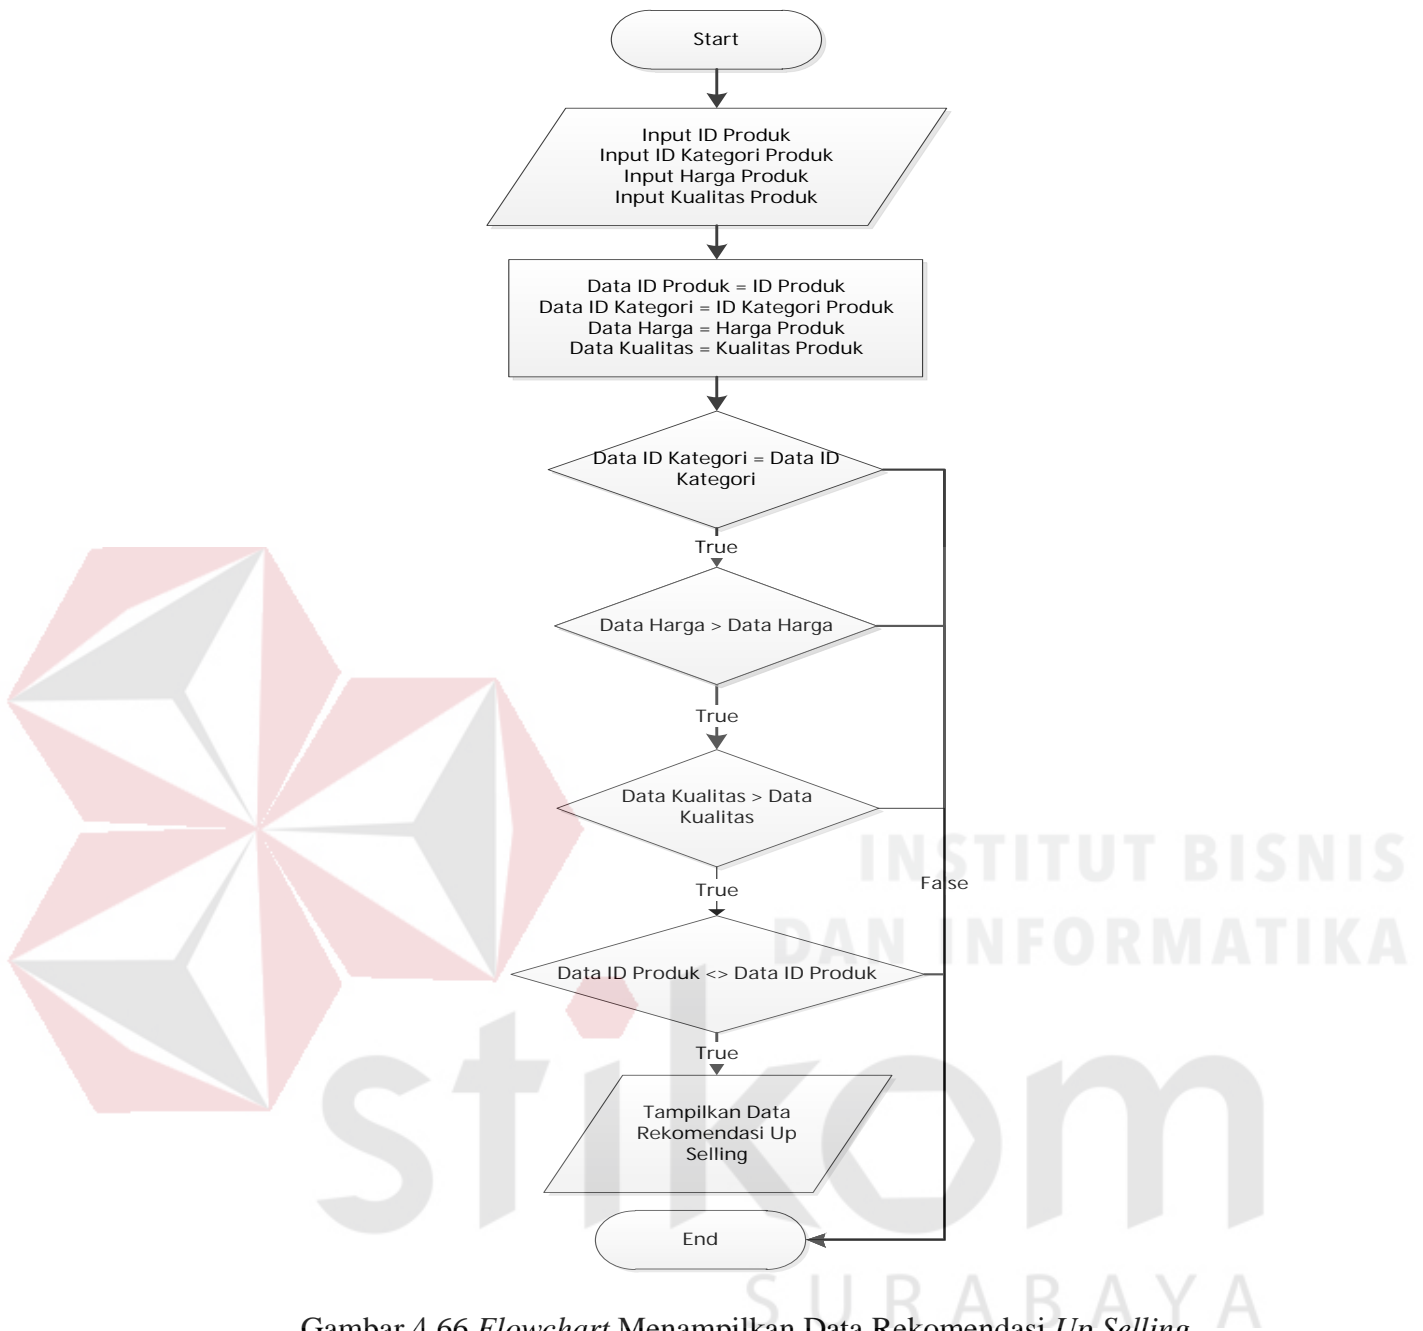 Start
Input ID Produk
Input ID Kategori Produk
Input Harga Produk
Input Kualitas Produk
Data ID Produk = ID Produk
Data ID Kategori = ID Kategori Produk
Data Harga = Harga Produk
Data Kualitas = Kualitas Produk
Data ID Kategori = Data ID
Kategori
True
Data Harga > Data Harga
True
Data Kualitas > Data
Kualitas
True
False
Data ID Produk <> Data ID Produk
True
Tampilkan Data
Rekomendasi Up
Selling
End
INSTITUT BISNIS
DAN INFORMATIKA
stikom
SURABAYA
Gambar 4.66 Flowchart Menampilkan Data Rekomendasi Up Selling